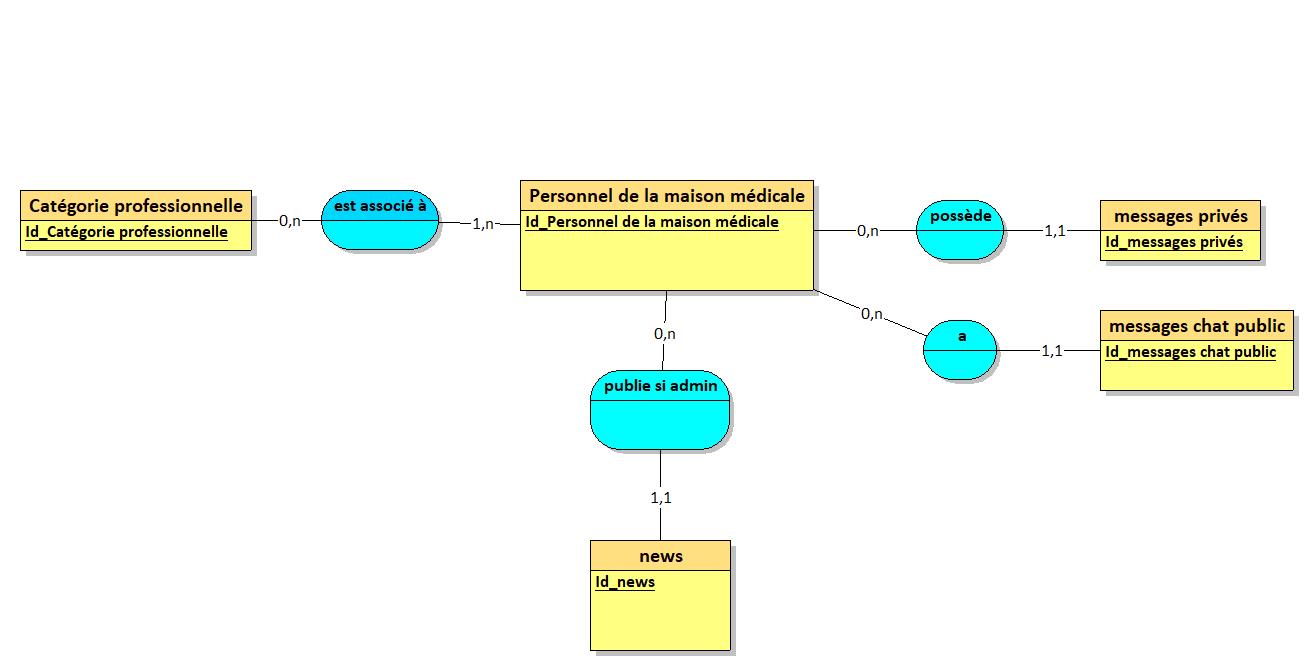 Catégorie professionnelle
Id_Catégorie professionnelle
0,n
est associé à
1,n
Personnel de la maison médicale
Id_Personnel de la maison médicale
0,n
possède
1,1
messages privés
Id_messages privés
0,n
a
1,1
messages chat public
Id_messages chat public
0,n
publie si admin
1,1
news
Id_news